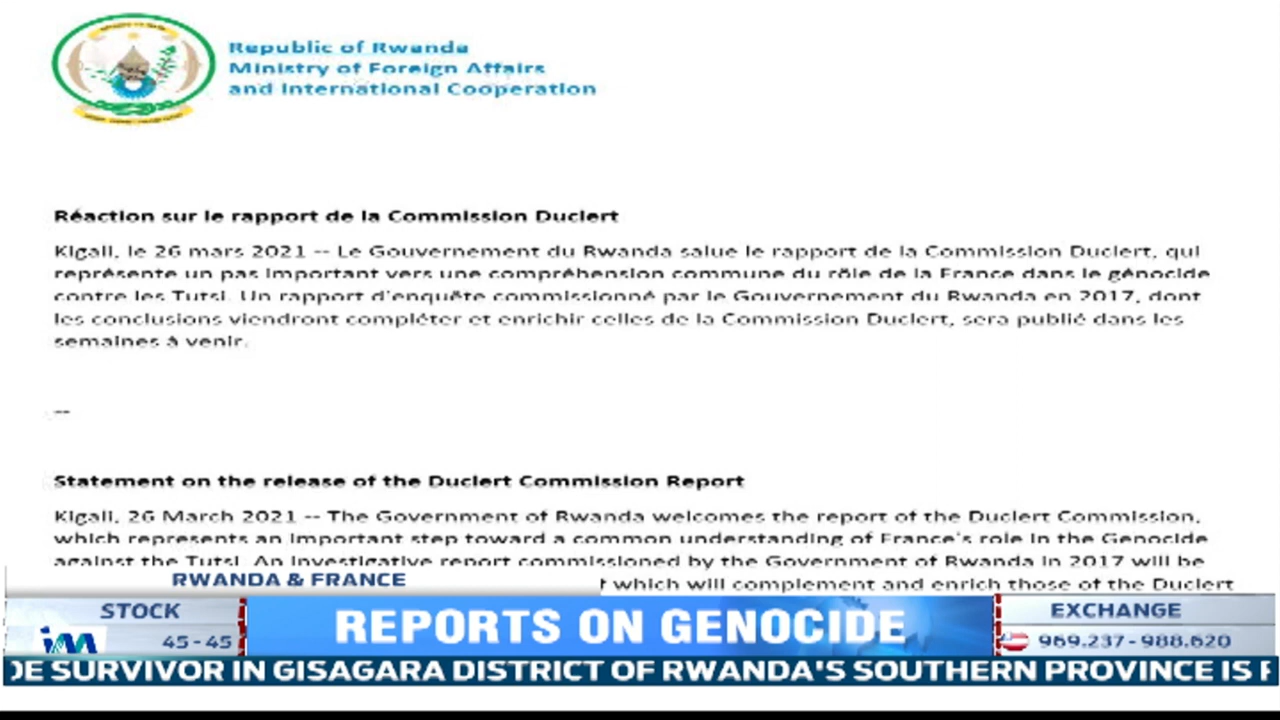 Republic of Rwanda
Ministry of Foreign Affairs
and International Cooperation
Réaction sur le rapport de la Commission Duclert
Kigali, le 26 mars 2021 -- Le Gouvernement du Rwanda salue le rapport de la Commission Duclert, qui
représente un pas important vers une compréhension commune du rôle de la France dans le génocide
contre les Tutsi. Un rapport d'enquête commissionné par le Gouvernement du Rwanda en 2017, dont
les conclusions viendront compléter et enrichir celles de la Commission Duclert, sera publié dans les
semaines à venir.
--
Statement on the release of the Duclert Commission Report
Kigali, 26 March 2021 -- The Government of Rwanda welcomes the report of the Duclert Commission,
which represents an important step toward a common understanding of France's role in the Genocide
against the Tutsi. An investigative report commissioned by the Government of Rwanda in 2017 will be
which will complement and enrich those of the Duclert
RWANDA & FRANCE
STOCK
45-45
REPORTS ON GENOCIDE
EXCHANGE
969.237-988.620
SURVIVOR IN GISAGARA DISTRICT OF RWANDA'S SOUTHERN PROVINCE IS